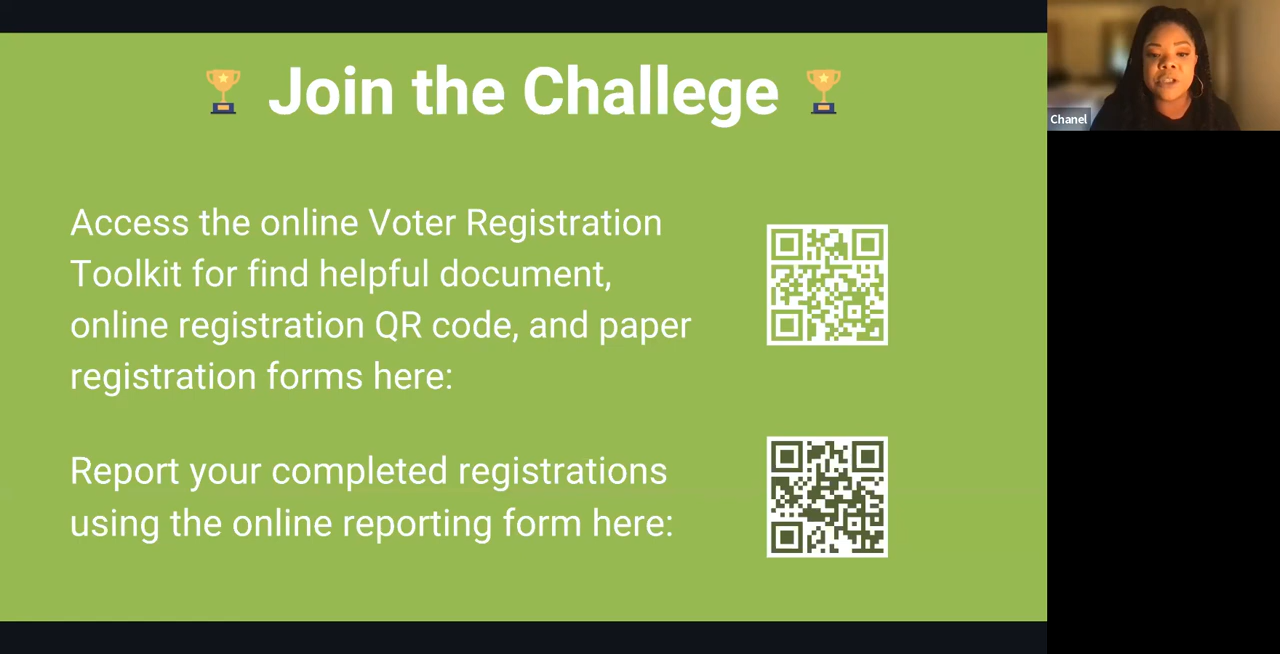 Join the Challege
Access the online Voter Registration
Toolkit for find helpful document,
online registration QR code, and paper
registration forms here:
Report your completed registrations
using the online reporting form here:
Chanel